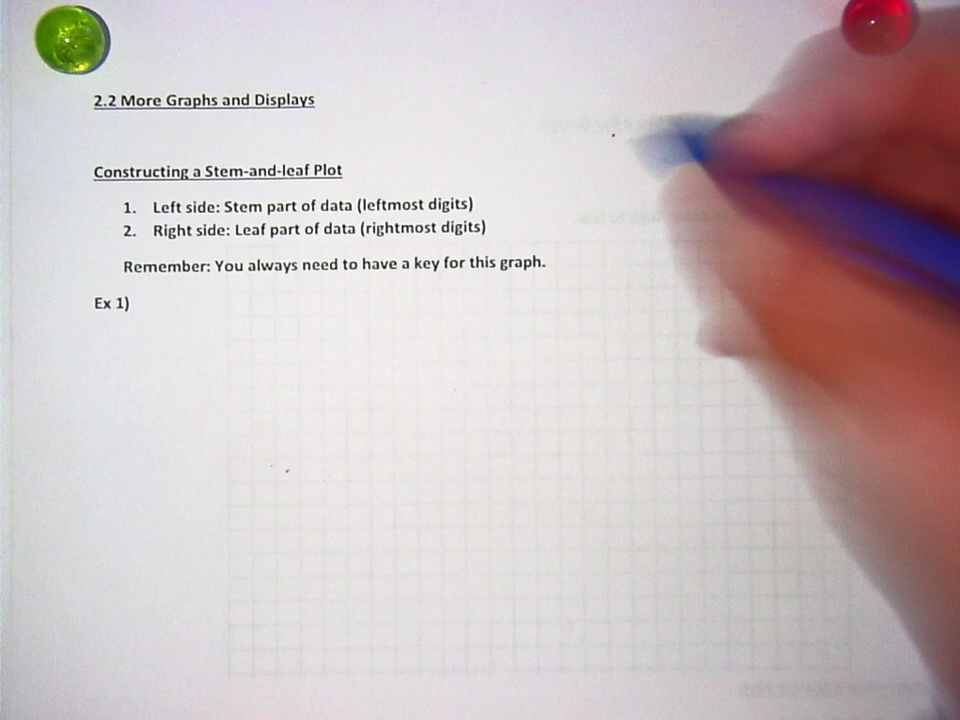 2.2 More Graphs and Displays
Constructing a Stem-and-leaf Plot
1. Left side: Stem part of data (leftmost digits)
2. Right side: Leaf part of data (rightmost digits)
Remember: You always need to have a key for this graph.
Ex 1)